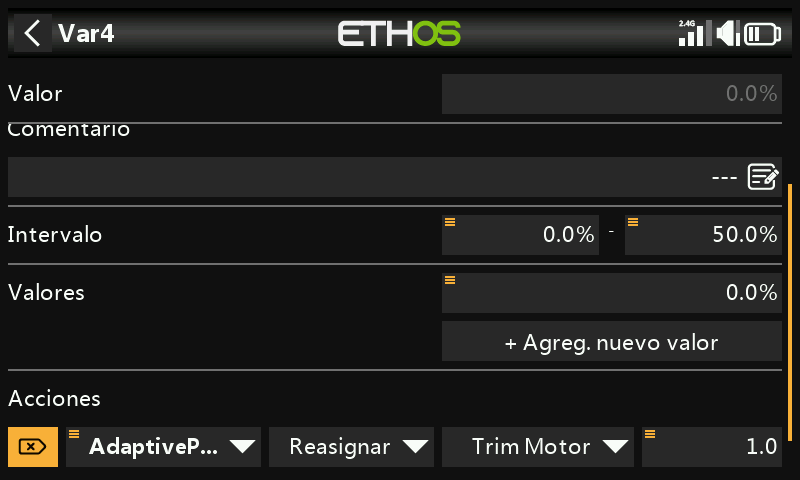 Var4
ETHOS
2.4G
Valor 0.0%
Comentario
---
Intervalo 0.0% - 50.0%
Valores 0.0%
+ Agreg. nuevo valor
Acciones
AdaptiveP... Reasignar Trim Motor 1.0